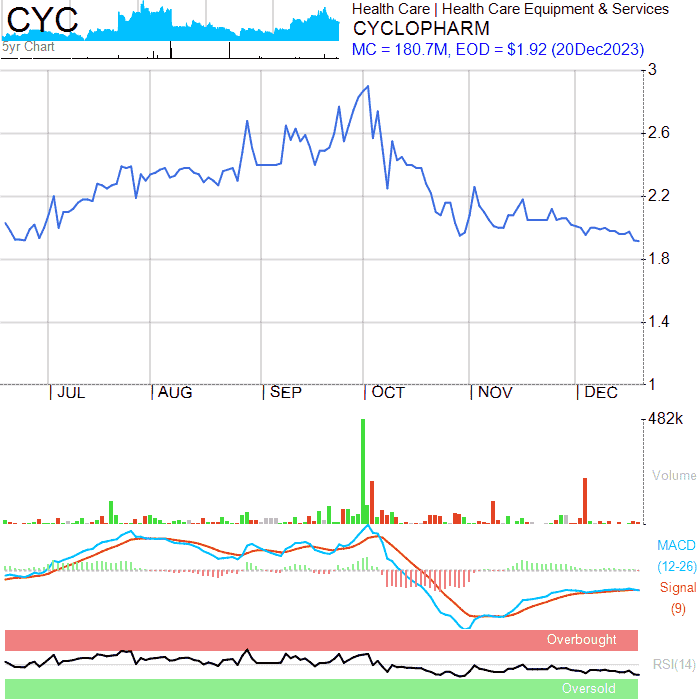 CYC
5yr Chart
Health Care | Health Care Equipment & Services
CYCLOPHARM
MC = 180.7M, EOD = $1.92 (20Dec2023)
3
2.6
2.2
1.8
1.4
1
| JUL | AUG | SEP | OCT | NOV | DEC
482k
Volume
MACD
(12-26)
Signal
(9)
Overbought
RSI(14)
Oversold